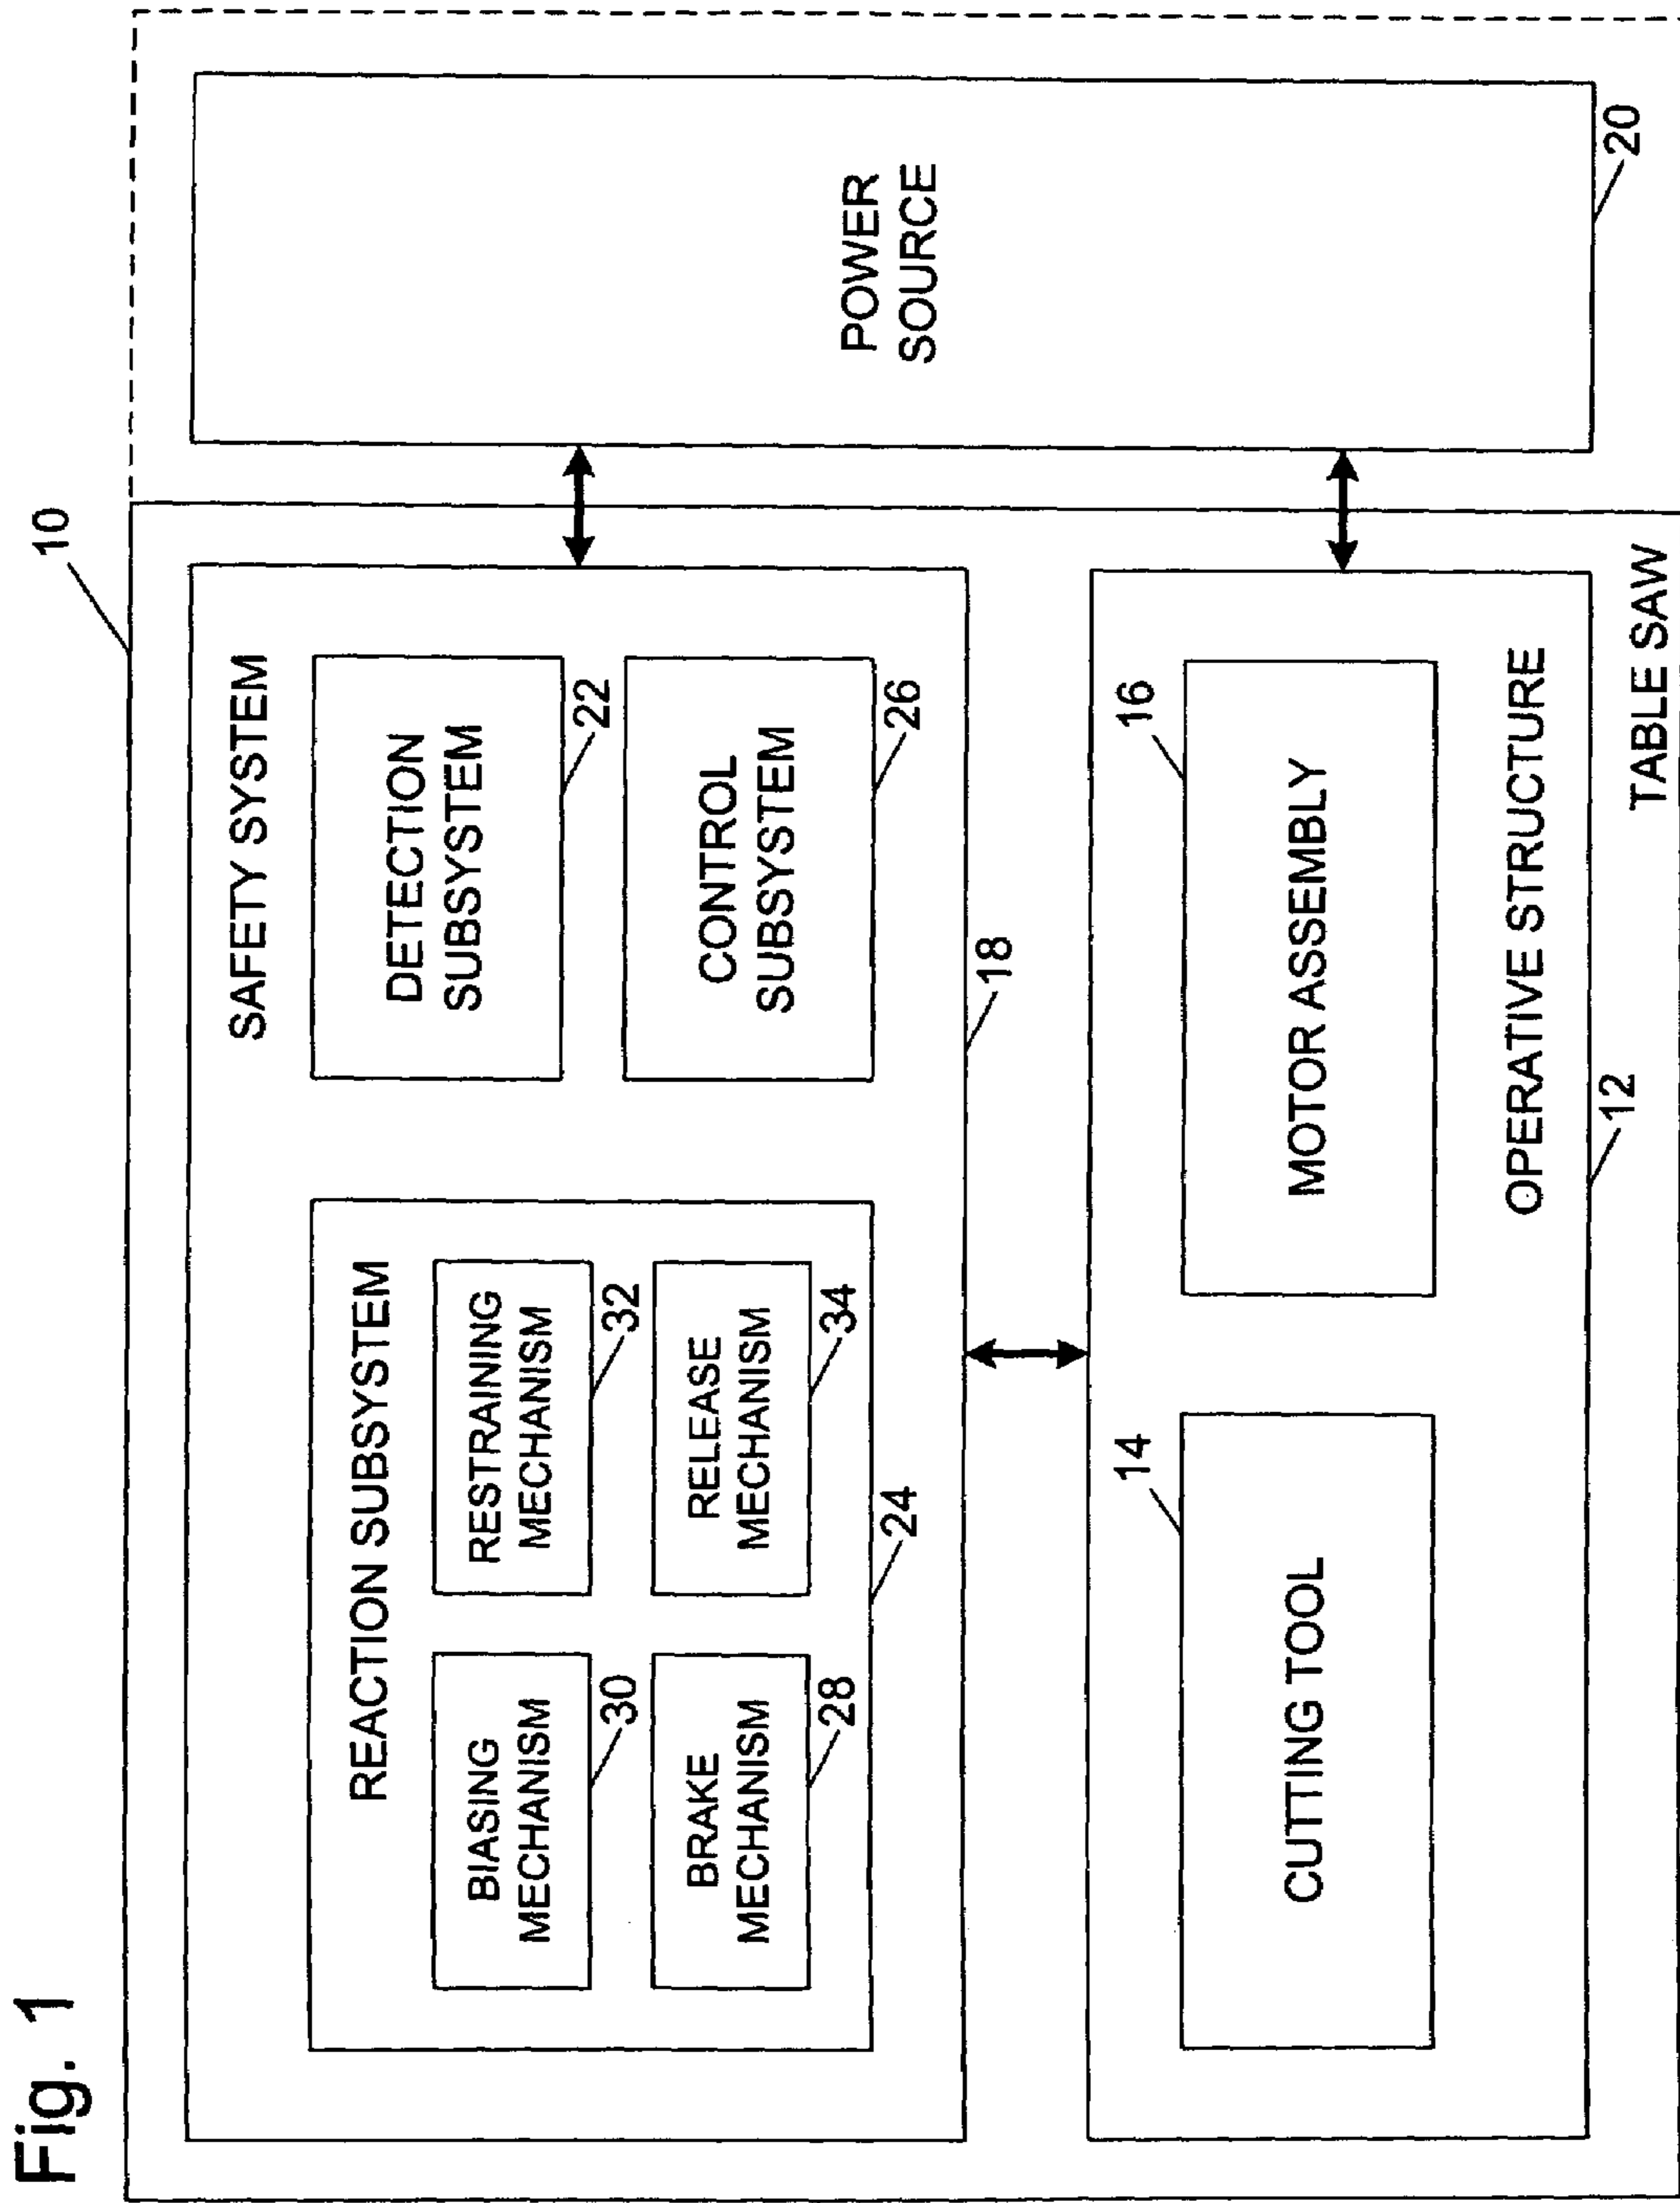 Fig. 1
10
SAFETY SYSTEM
REACTION SUBSYSTEM
BIASING
MECHANISM
30
RESTRAINING
MECHANISM
32
BRAKE
MECHANISM
28
RELEASE
MECHANISM
34
24
DETECTION
SUBSYSTEM
22
CONTROL
SUBSYSTEM
26
18
14
CUTTING TOOL
16
MOTOR ASSEMBLY
OPERATIVE STRUCTURE
12
TABLE SAW
POWER
SOURCE
20